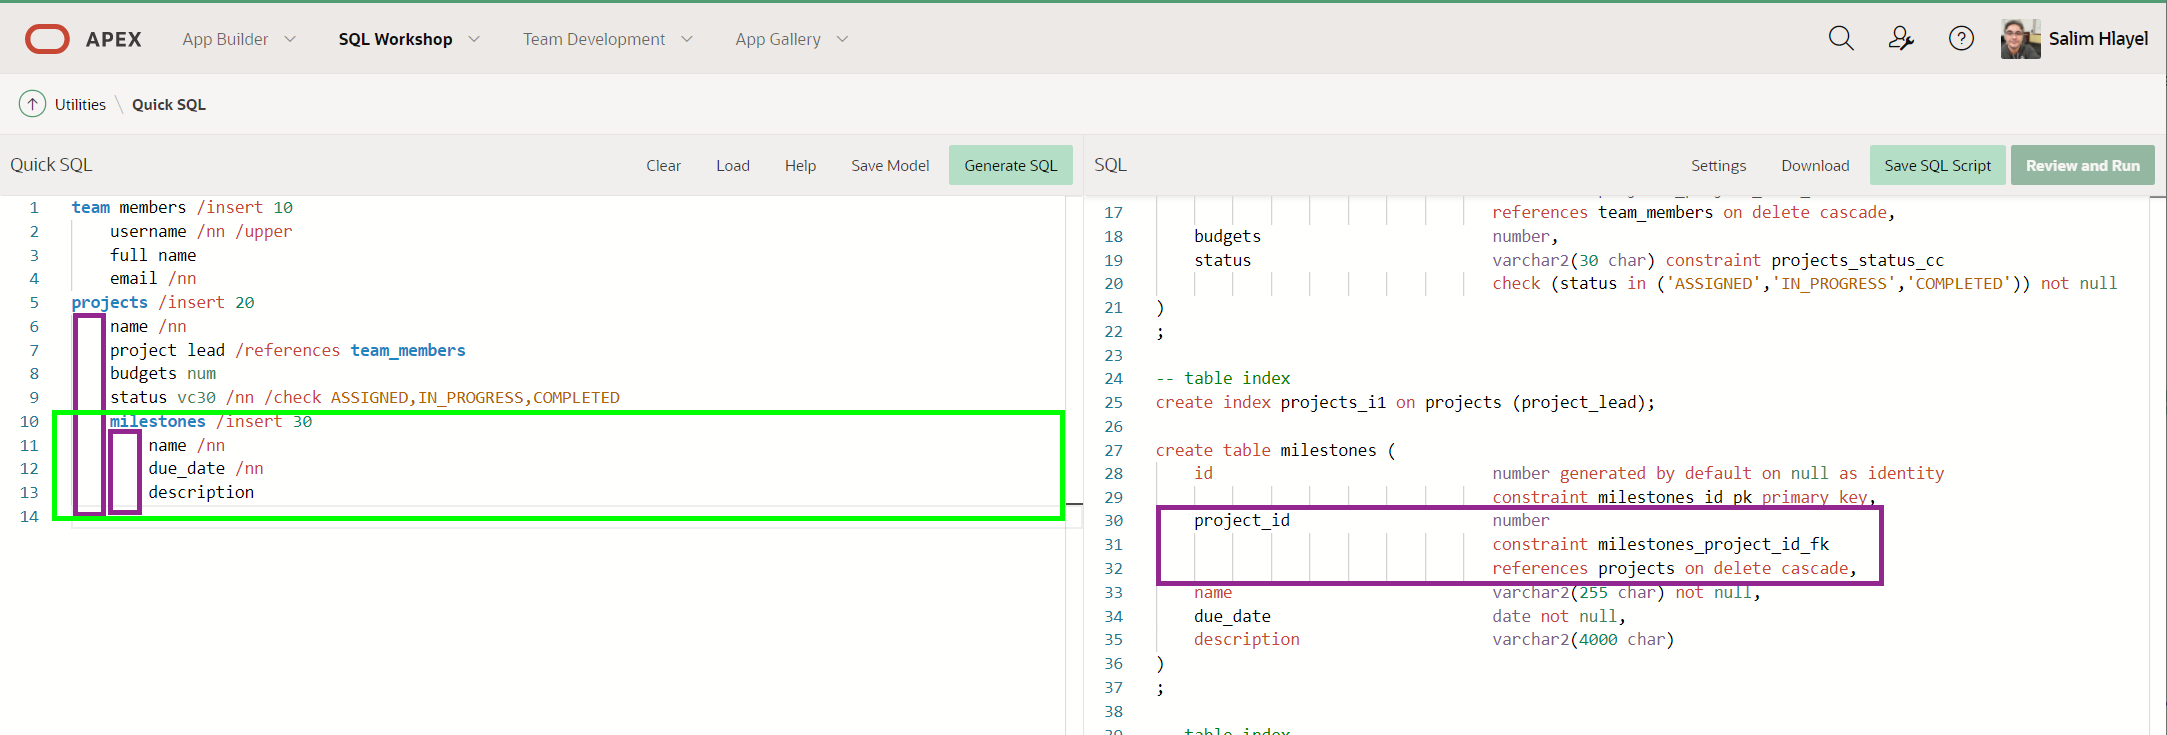 APEX App Builder SQL Workshop Team Development App Gallery Salim Hlayel
Utilities \ Quick SQL
Quick SQL Clear Load Help Save Model Generate SQL
1 team members /insert 10
2 username /nn /upper
3 full name
4 email /nn
5 projects /insert 20
6 name /nn
7 project lead /references team_members
8 budgets num
9 status vc30 /nn /check ASSIGNED,IN_PROGRESS,COMPLETED
10 milestones /insert 30
11 name /nn
12 due_date /nn
13 description
14
SQL Settings Download Save SQL Script Review and Run
17 references team_members on delete cascade,
18 budgets number,
19 status varchar2(30 char) constraint projects_status_cc
20 check (status in ('ASSIGNED','IN_PROGRESS','COMPLETED')) not null
21 )
22 ;
23
24 -- table index
25 create index projects_i1 on projects (project_lead);
26
27 create table milestones (
28 id number generated by default on null as identity
29 constraint milestones_id_pk primary key,
30 project_id number
31 constraint milestones_project_id_fk
32 references projects on delete cascade,
33 name varchar2(255 char) not null,
34 due_date date not null,
35 description varchar2(4000 char)
36 )
37 ;
38
39 table index